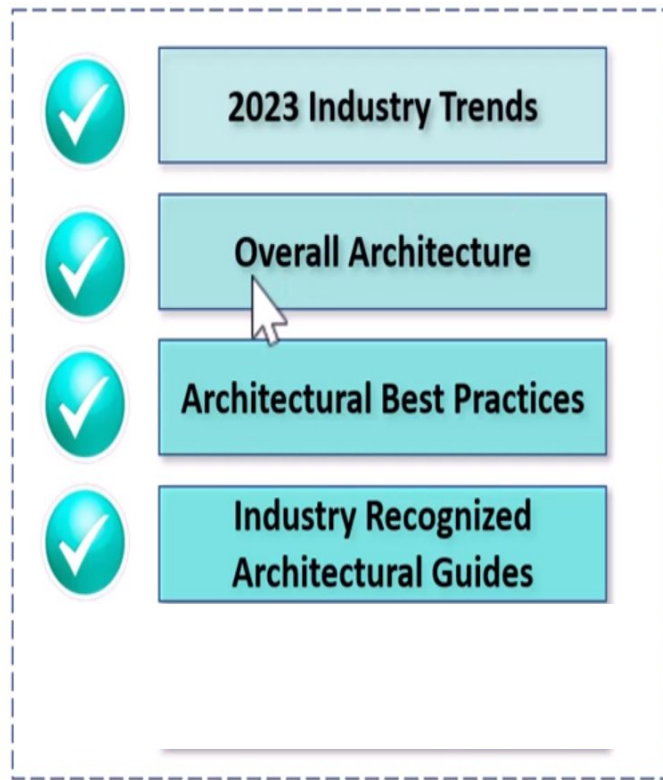 2023 Industry Trends
Overall Architecture
Architectural Best Practices
Industry Recognized
Architectural Guides